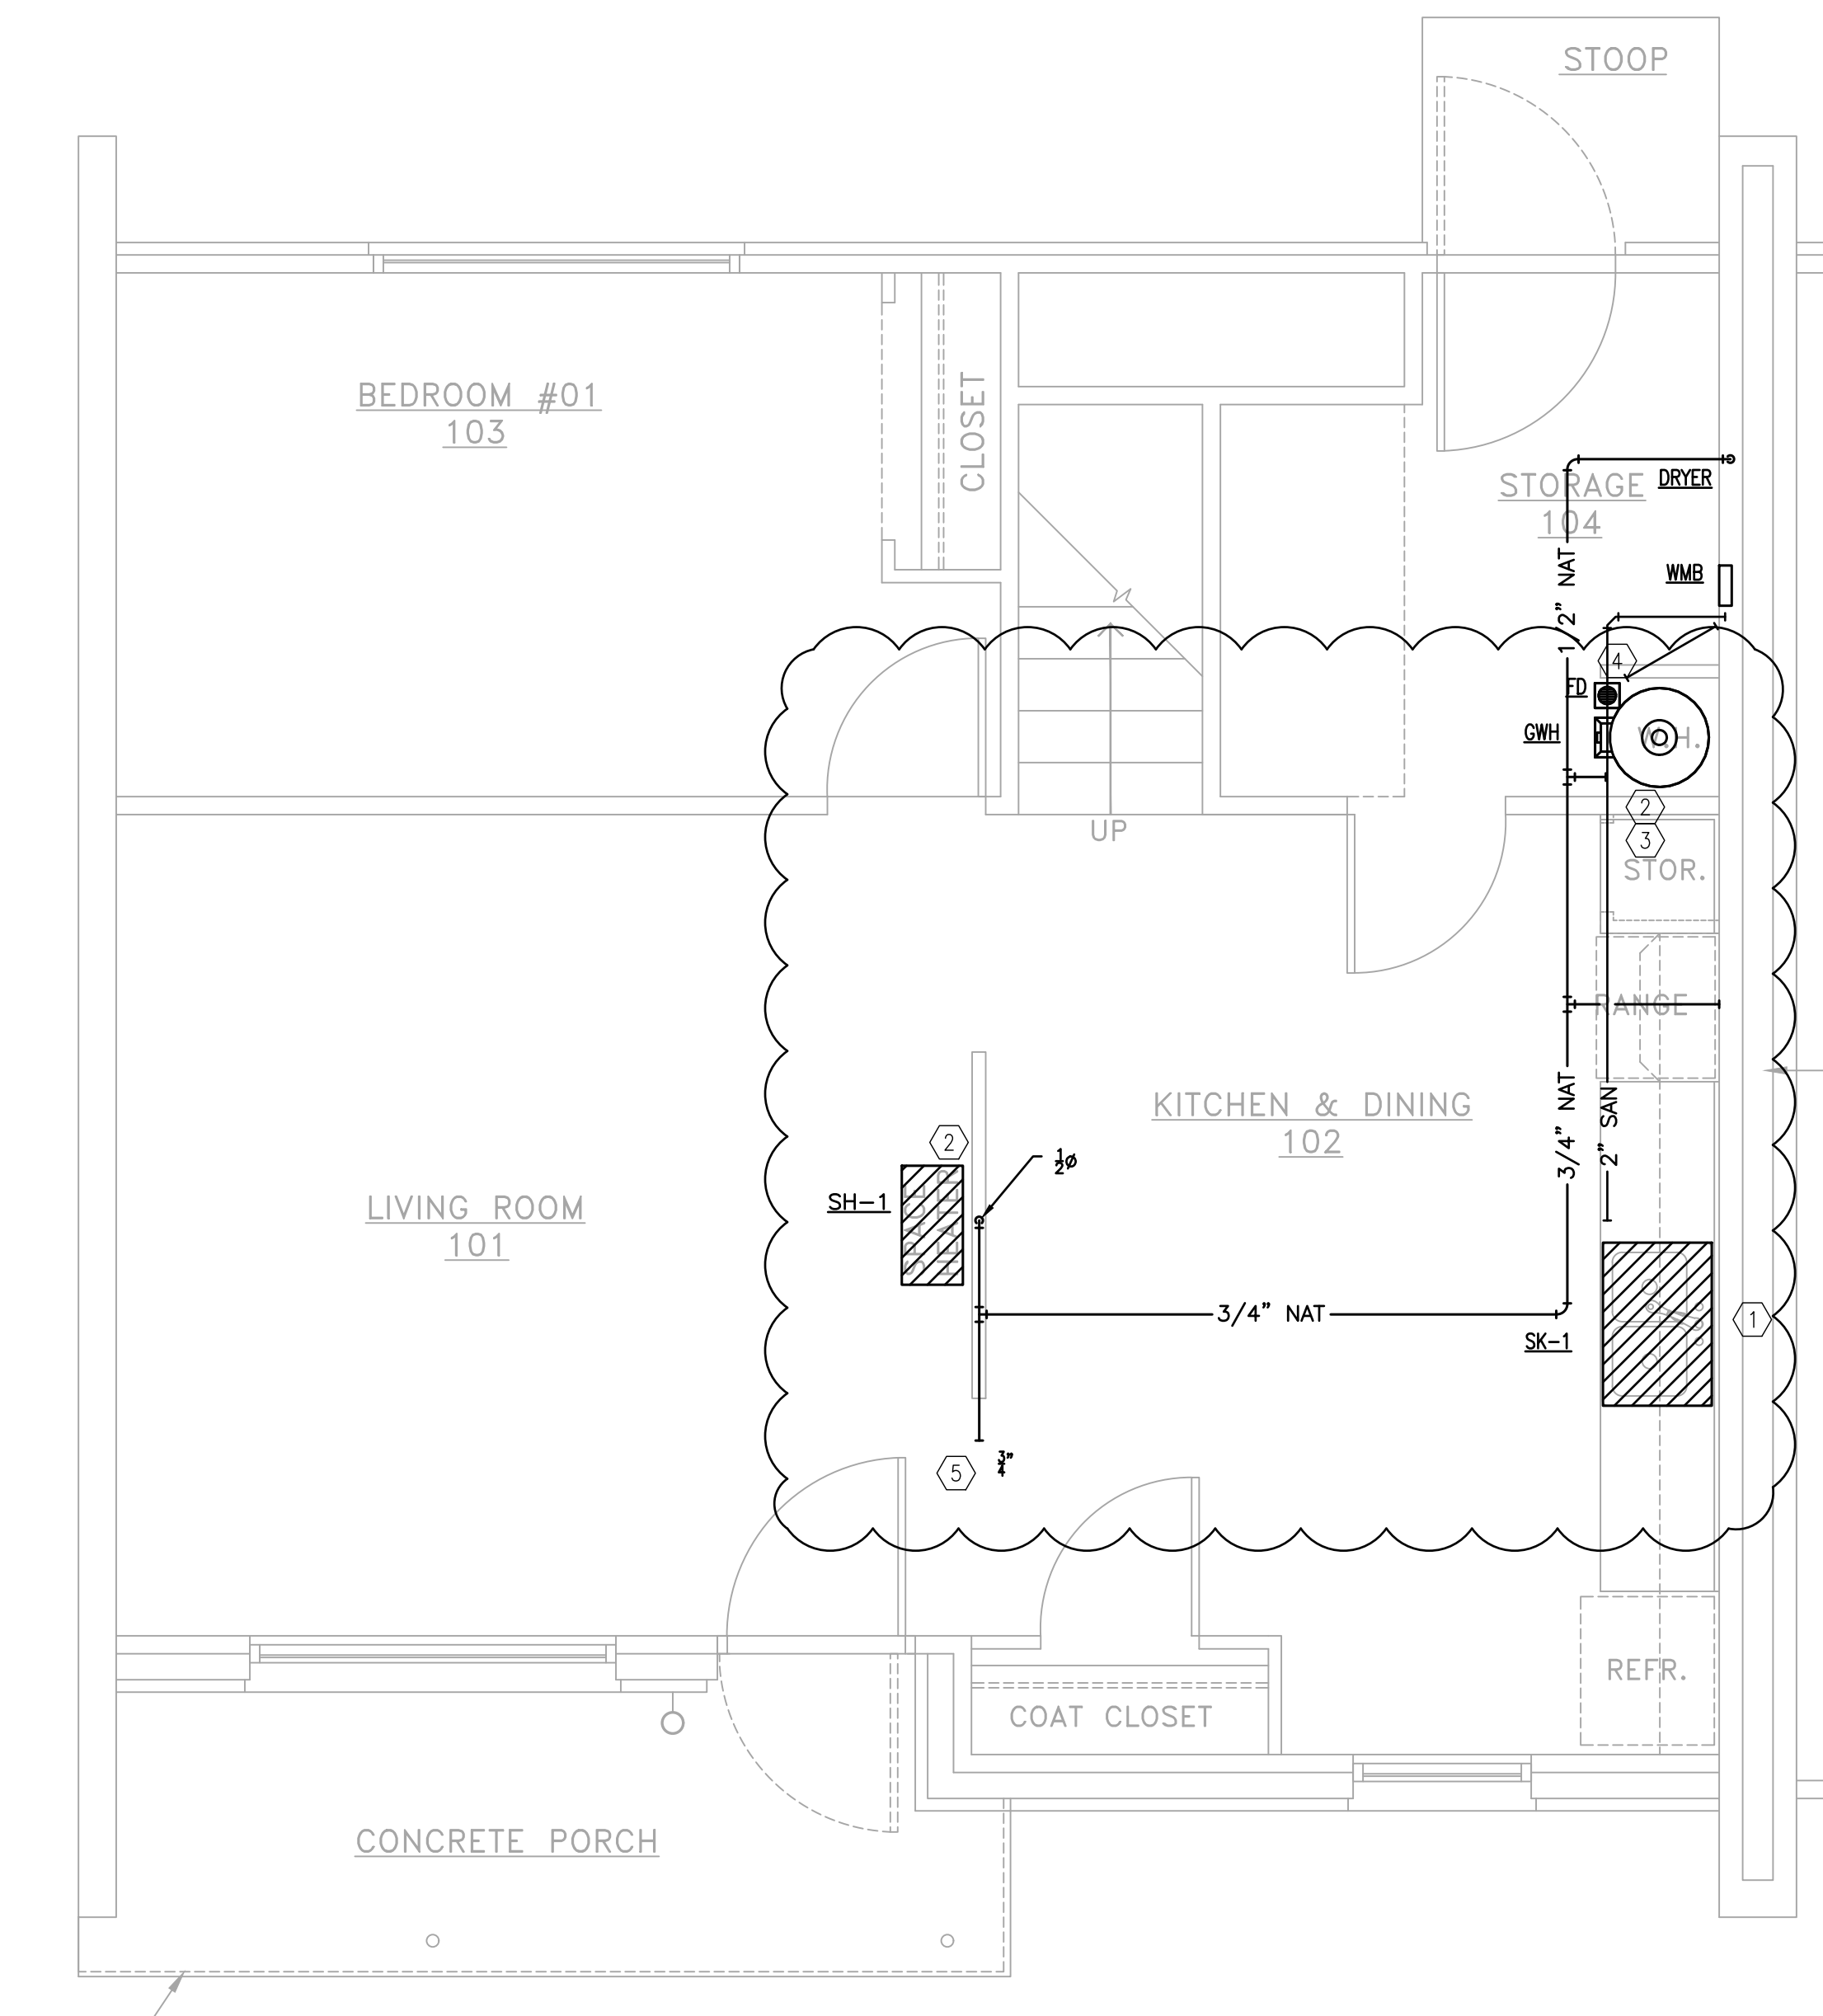 STOOP
BEDROOM #01
103
CLOSET
STORAGE
104
DRYER
WMB
1/2" NAT
4
FD
GWH
W.H.
2
3
STOR.
UP
RANGE
KITCHEN & DINING
102
3/4" NAT
2" SAN
2
1/2ø
SH-1
SPACE
HEATER
LIVING ROOM
101
3/4" NAT
SK-1
1
5
3/4"
REFR.
COAT CLOSET
CONCRETE PORCH